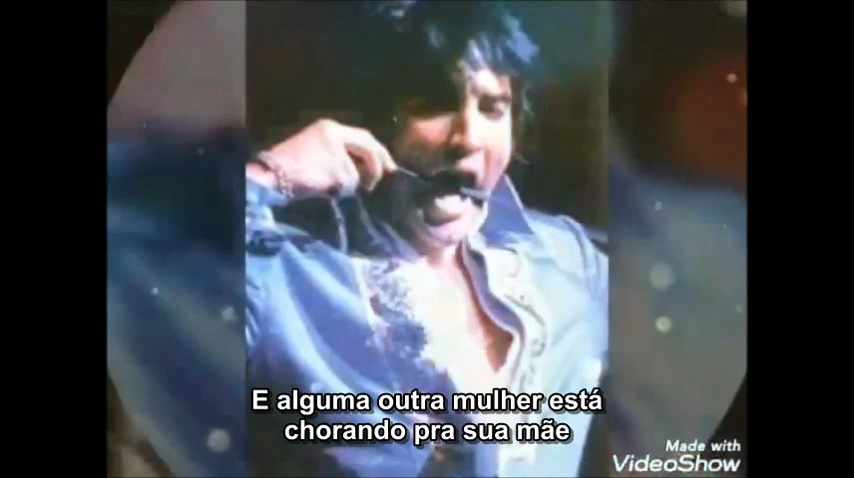 E alguma outra mulher está
chorando pra sua mãe
Made with
VideoShow